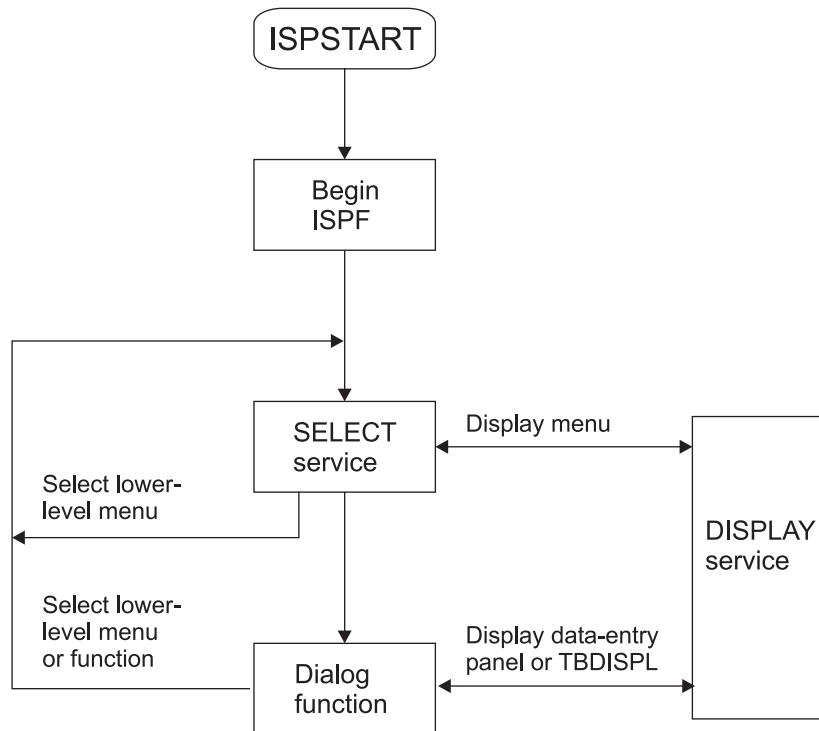 ISPSTART
Begin
ISPF
SELECT
service
Display menu
Select lower-
level menu
DISPLAY
service
Select lower-
level menu
or function
Display data-entry
panel or TBDISPL
Dialog
function